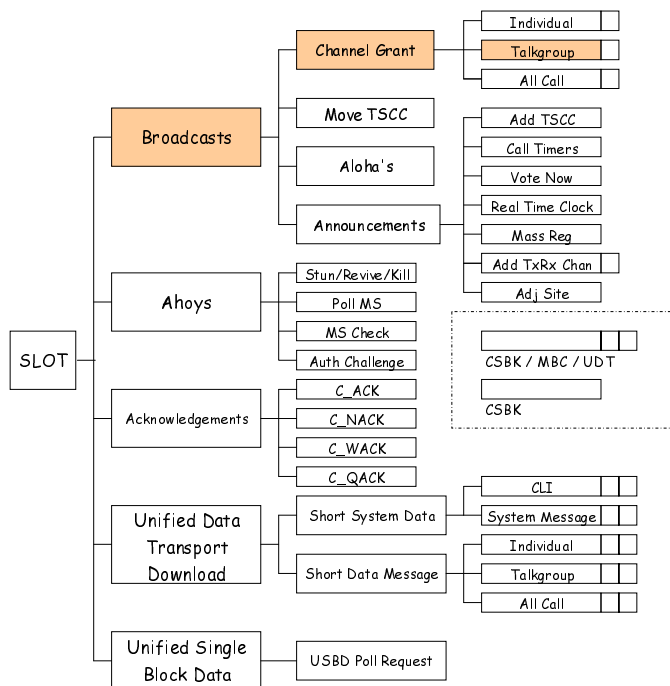 SLOT
Broadcasts
Channel Grant
Individual
Talkgroup
All Call
Move TSCC
Aloha's
Announcements
Add TSCC
Call Timers
Vote Now
Real Time Clock
Mass Reg
Add TxRx Chan
Adj Site
Ahoys
Stun/Revive/Kill
Poll MS
MS Check
Auth Challenge
Acknowledgements
C_ACK
C_NACK
C_WACK
C_QACK
Unified Data
Transport
Download
Short System Data
CLI
System Message
Short Data Message
Individual
Talkgroup
All Call
Unified Single
Block Data
USBD Poll Request
CSBK / MBC / UDT
CSBK